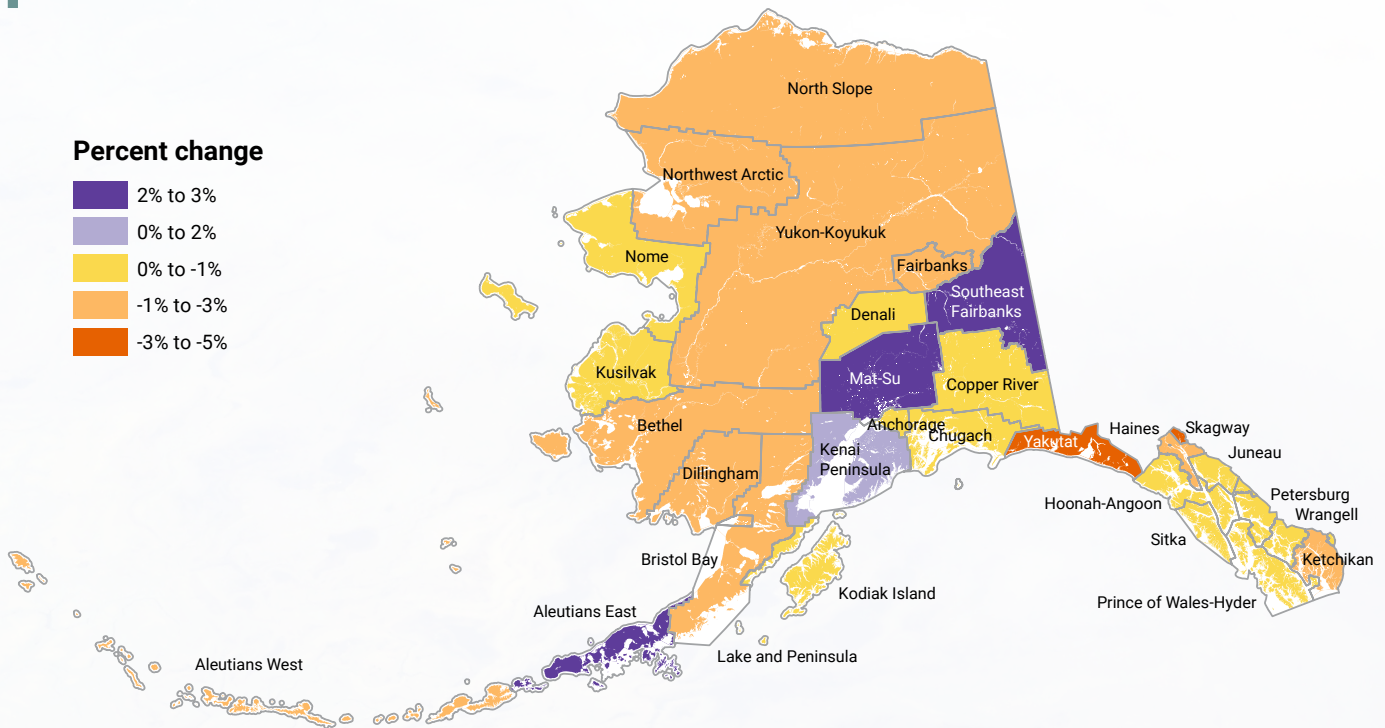 North Slope
Percent change
2% to 3%
0% to 2%
0% to -1%
-1% to -3%
-3% to -5%
Northwest Arctic
Yukon-Koyukuk
Nome
Fairbanks
Southeast
Fairbanks
Denali
Kusilvak
Mat-Su
Copper River
Bethel
Anchorage
Chugach
Yakutat
Haines
Skagway
Juneau
Kenai
Peninsula
Dillingham
Hoonah-Angoon
Petersburg
Wrangell
Sitka
Bristol Bay
Ketchikan
Kodiak Island
Prince of Wales-Hyder
Aleutians East
Lake and Peninsula
Aleutians West